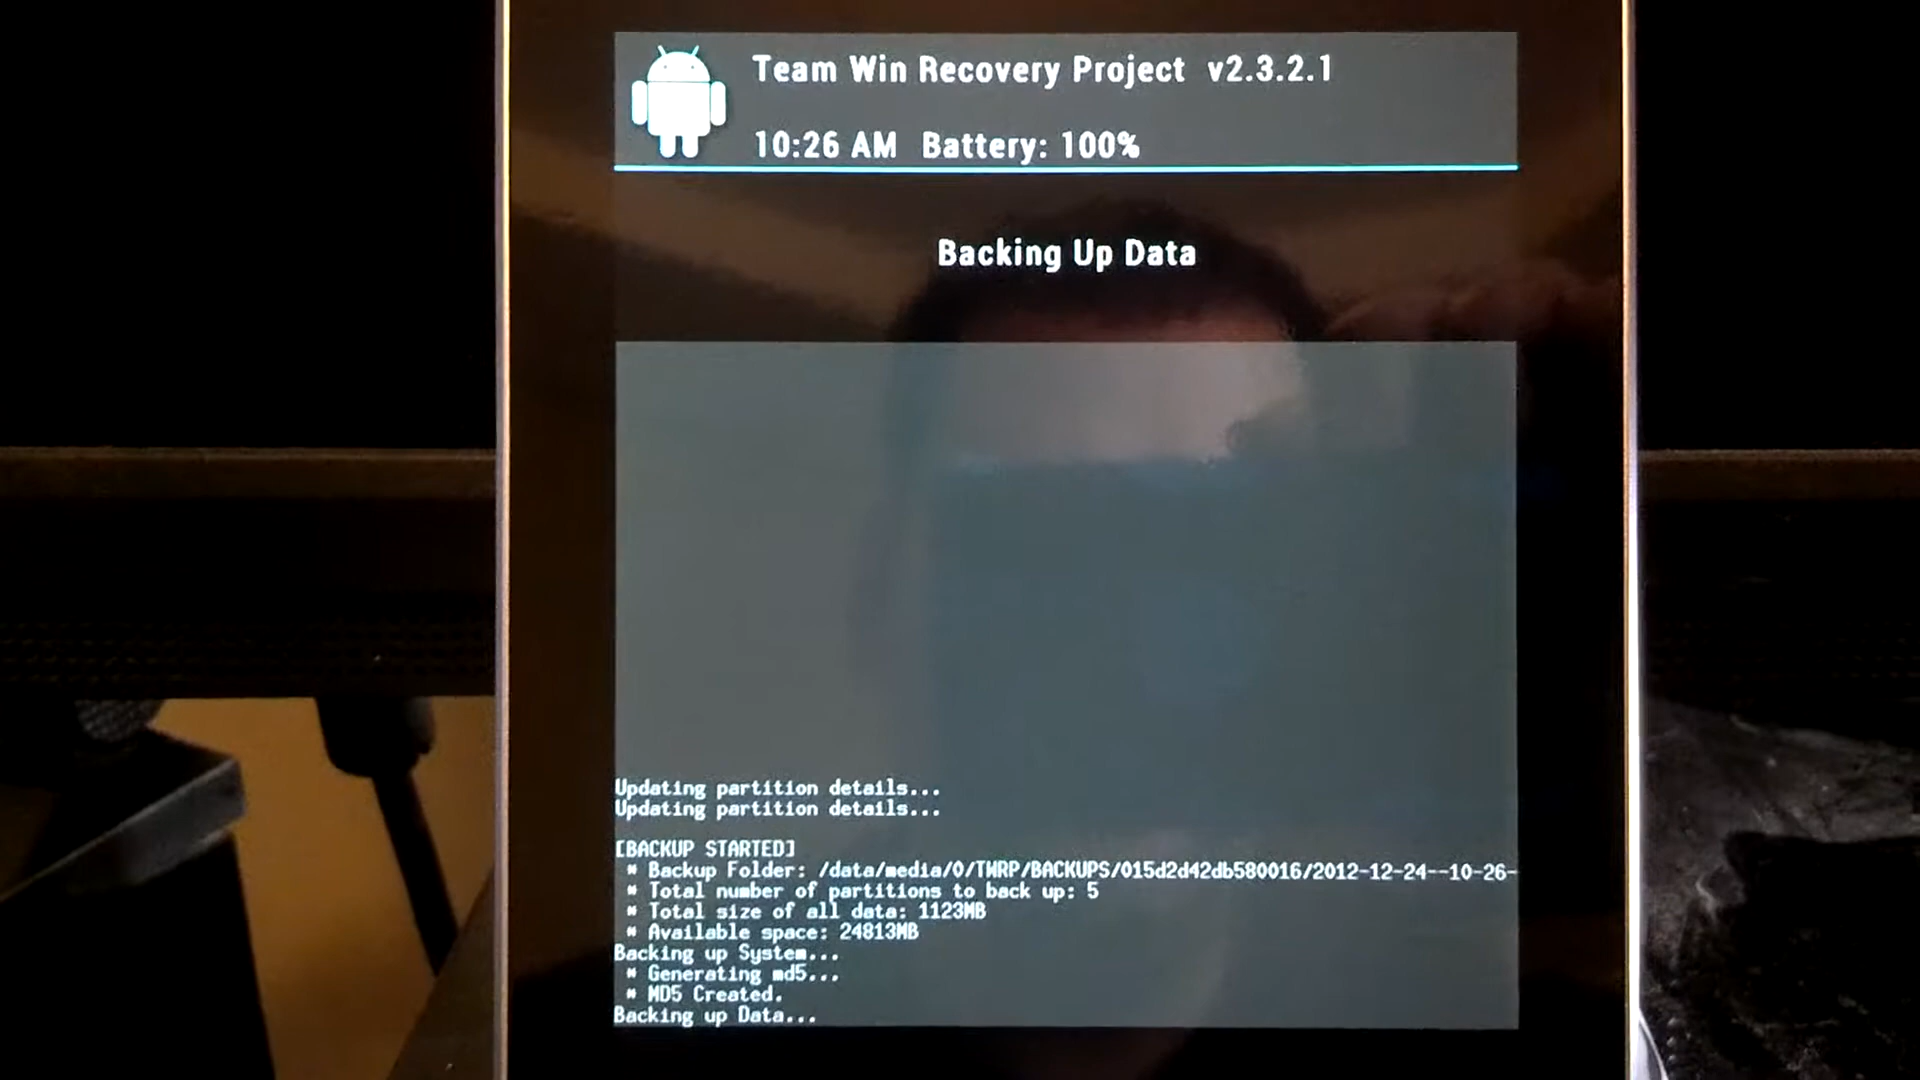 Team Win Recovery Project v2.3.2.1
10:26 AM Battery: 100%
Backing Up Data
Updating partition details...
Updating partition details...
[BACKUP STARTED]
* Backup Folder: /data/media/0/TWRP/BACKUPS/015d2d42db580016/2012-12-24--10-26-
* Total number of partitions to back up: 5
* Total size of all data: 1123MB
* Available space: 24813MB
Backing up System...
* Generating md5...
* MD5 Created.
Backing up Data...